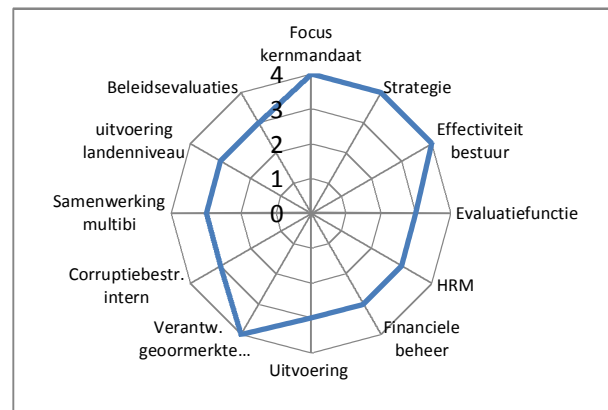 Focus
kernmandaat
Strategie
Effectiviteit
bestuur
Evaluatiefunctie
HRM
Financiele
beheer
Uitvoering
Verantw.
geoormerkte…
Corruptiebestr.
intern
Samenwerking
multibi
uitvoering
landenniveau
Beleidsevaluaties
4
3
2
1
0